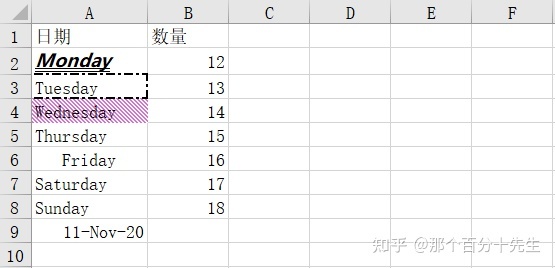 A B C D E F
1 日期 数量
2 Monday 12
3 Tuesday 13
4 Wednesday 14
5 Thursday 15
6 Friday 16
7 Saturday 17
8 Sunday 18
9 11-Nov-20
10
知乎 @那个百分十先生